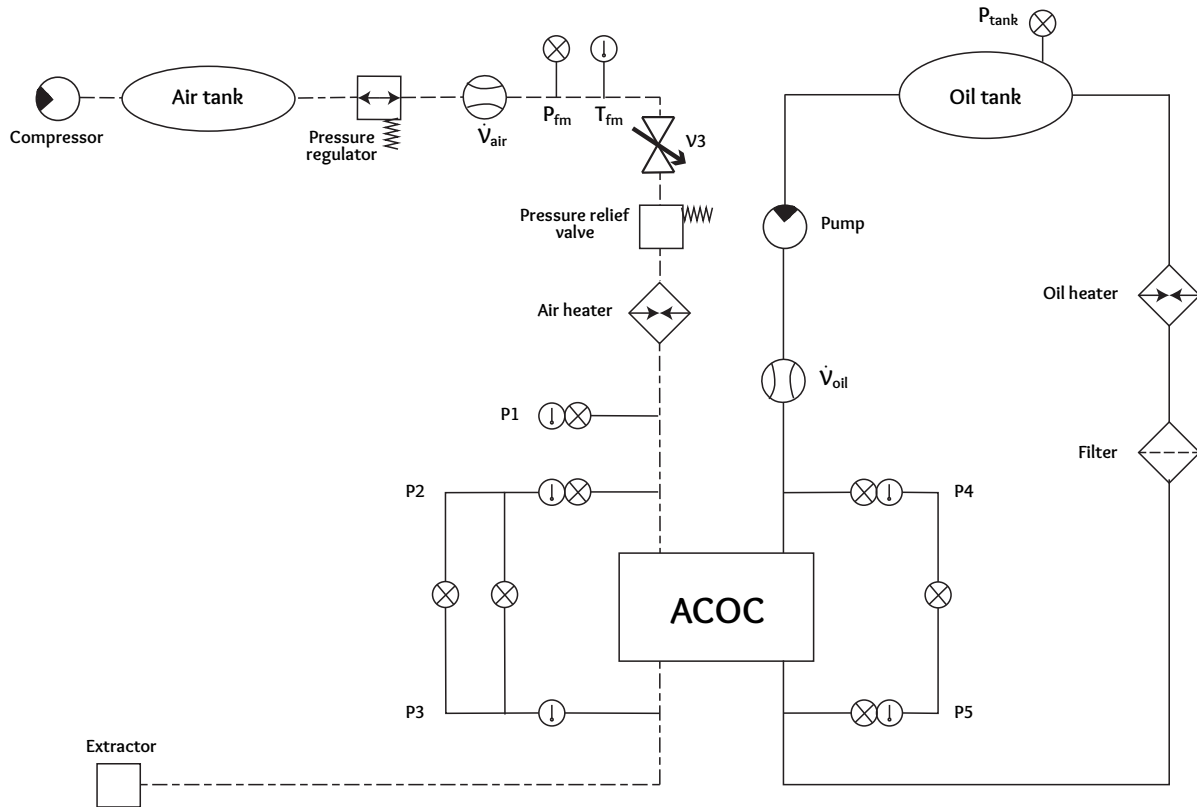 P_tank
Air tank
Oil tank
Compressor
Pressure
regulator
V̇_air
P_fm
T_fm
V3
Pressure relief
valve
Pump
Air heater
Oil heater
V̇_oil
P1
Filter
P2
P4
ACOC
P3
P5
Extractor